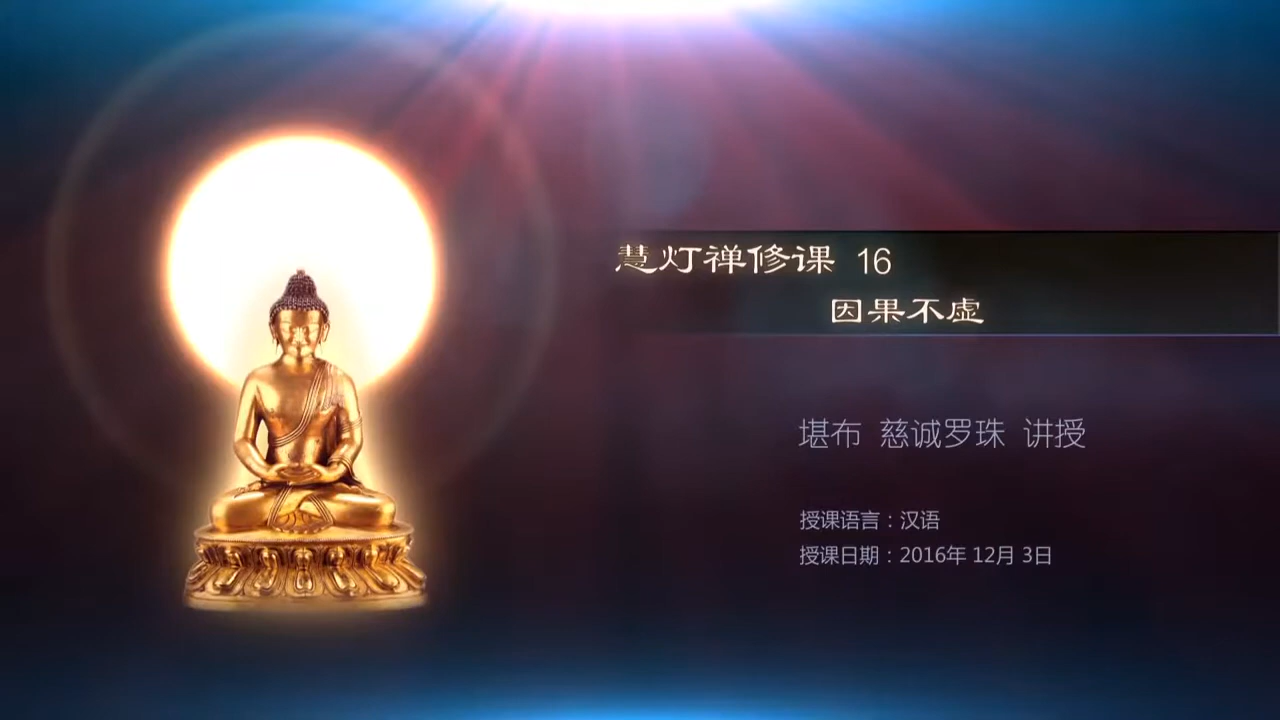 慧灯禅修课 16
因果不虚
堪布 慈诚罗珠 讲授
授课语言：汉语
授课日期：2016年 12月 3日